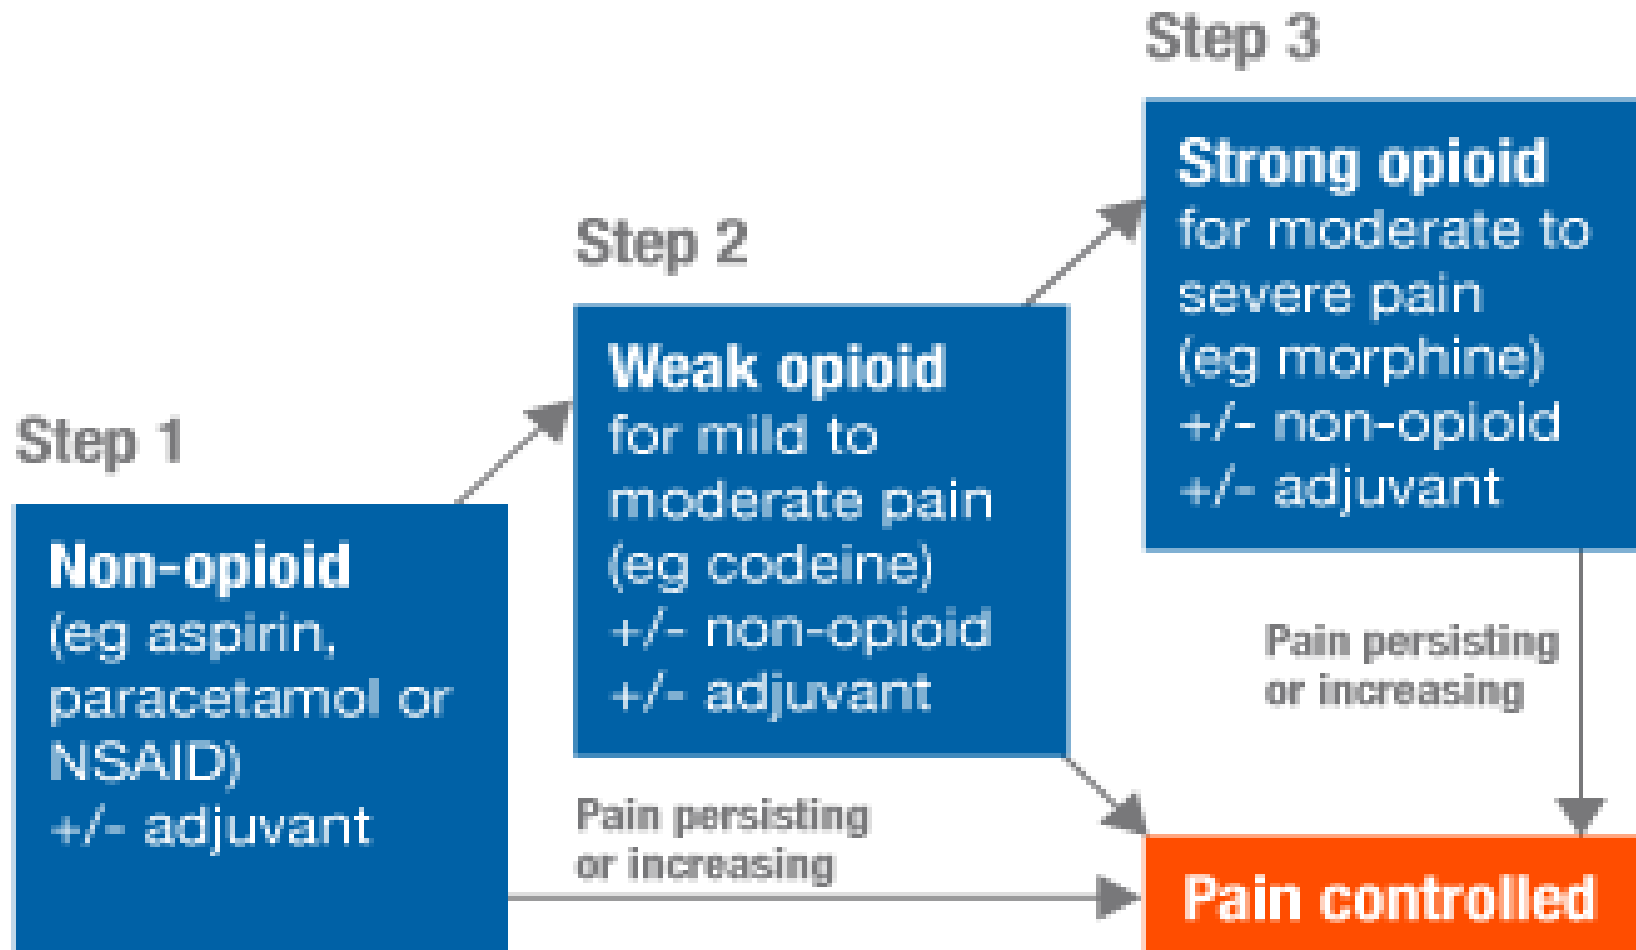 Step 1
Non-opioid
(eg aspirin,
paracetamol or
NSAID)
+/- adjuvant
Step 2
Weak opioid
for mild to
moderate pain
(eg codeine)
+/- non-opioid
+/- adjuvant
Step 3
Strong opioid
for moderate to
severe pain
(eg morphine)
+/- non-opioid
+/- adjuvant
Pain persisting
or increasing
Pain persisting
or increasing
Pain controlled